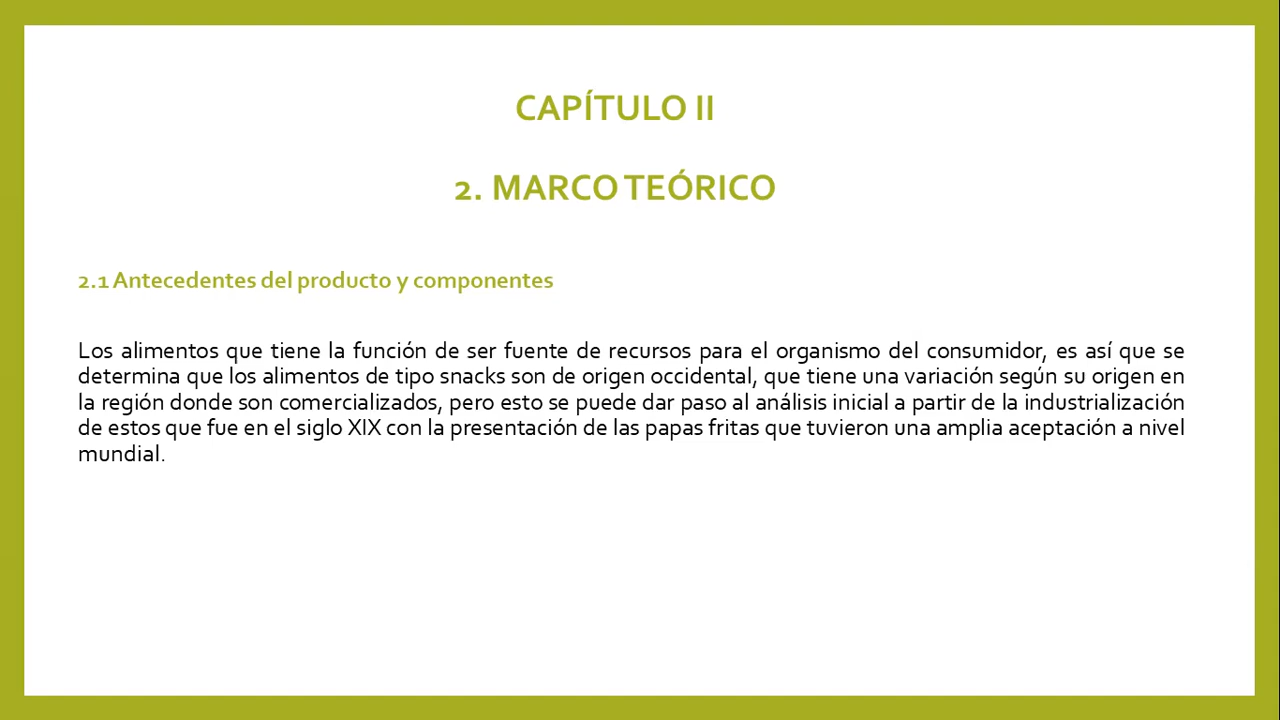 CAPÍTULO II
2. MARCO TEÓRICO
2.1 Antecedentes del producto y componentes
Los alimentos que tiene la función de ser fuente de recursos para el organismo del consumidor, es así que se
determina que los alimentos de tipo snacks son de origen occidental, que tiene una variación según su origen en
la región donde son comercializados, pero esto se puede dar paso al análisis inicial a partir de la industrialización
de estos que fue en el siglo XIX con la presentación de las papas fritas que tuvieron una amplia aceptación a nivel
mundial.